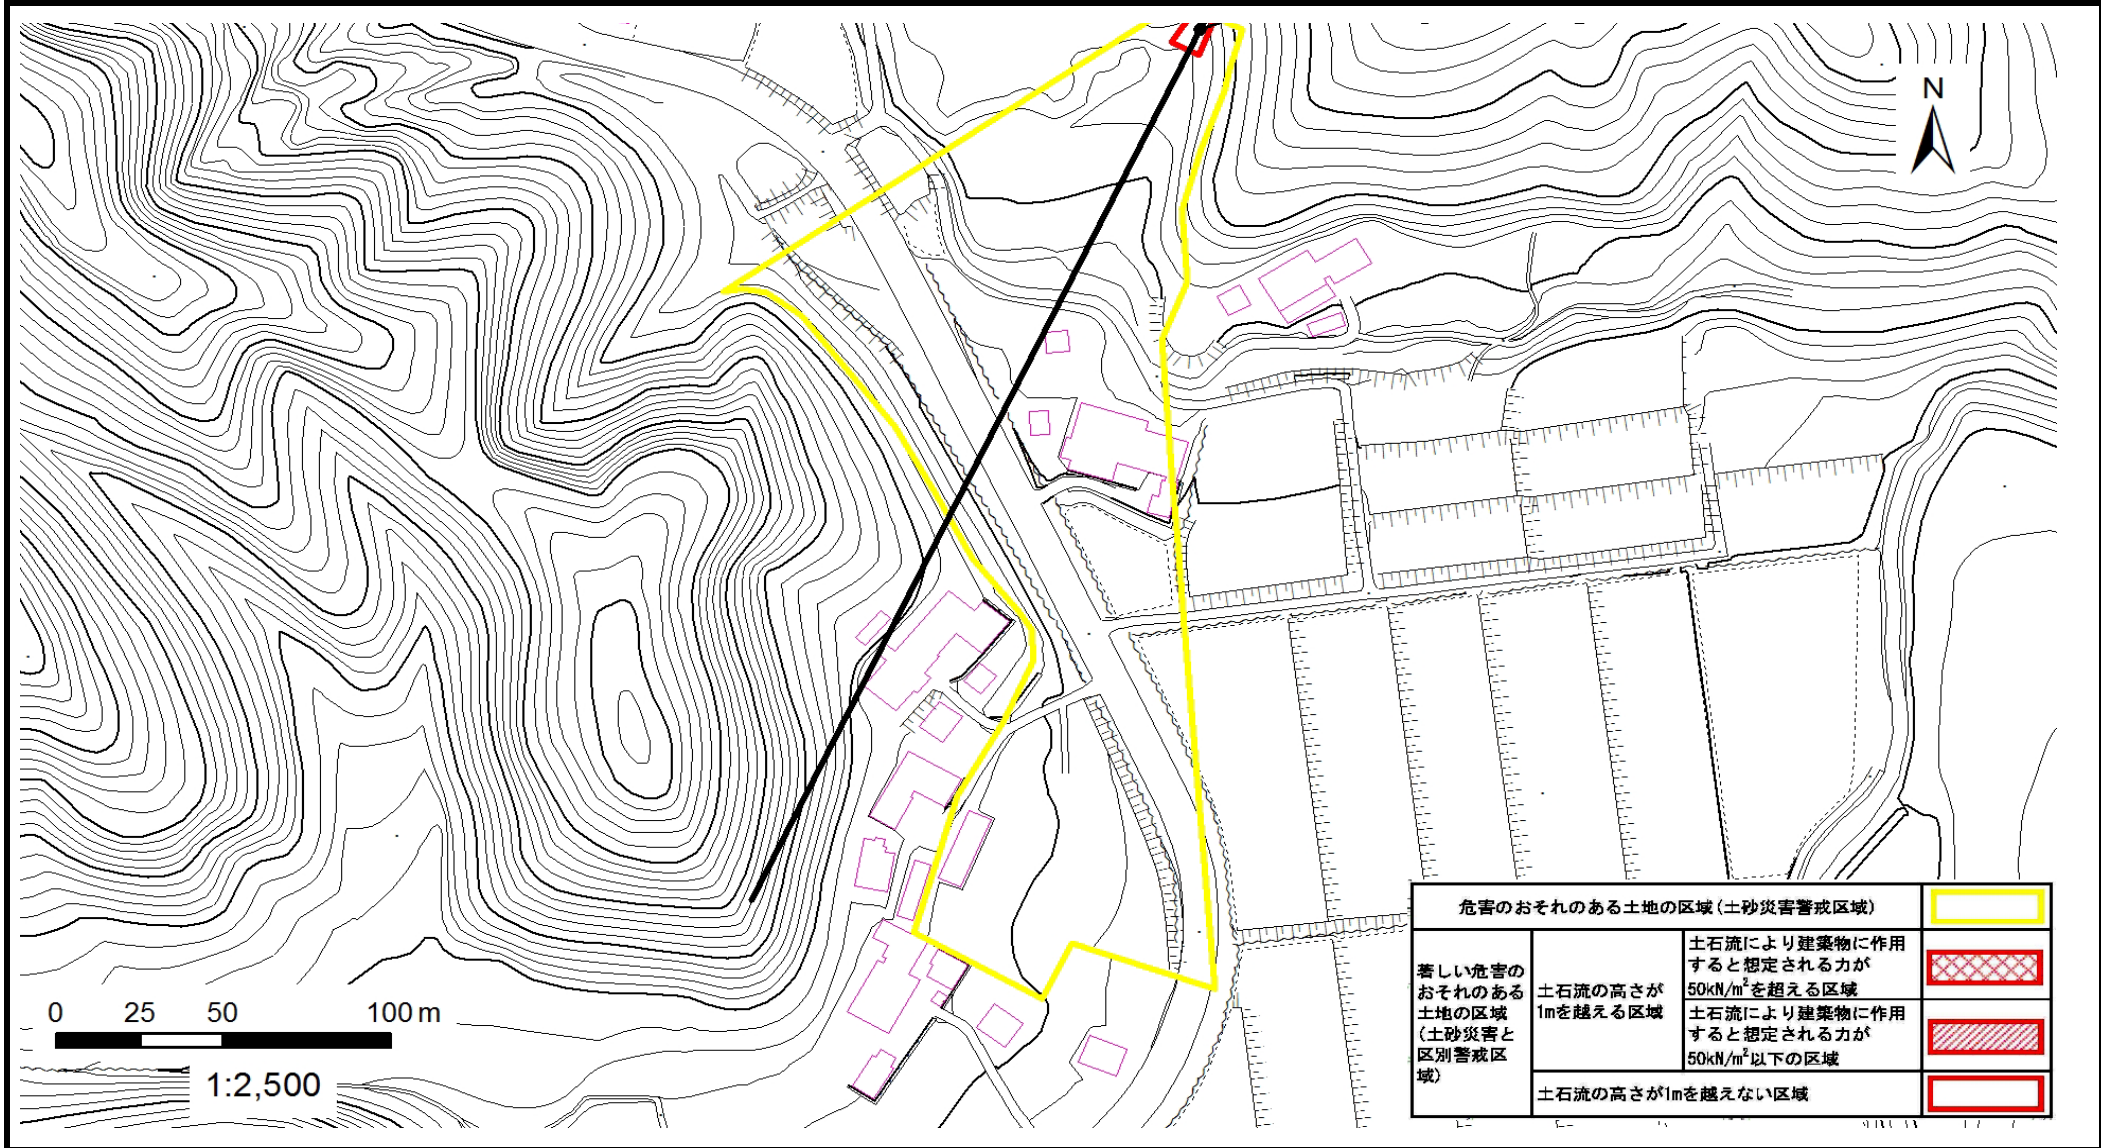 N
危害のおそれのある土地の区域(土砂災害警戒区域)
著しい危害の
おそれのある
土地の区域
(土砂災害と
区別警戒区
域)
土石流の高さが
1mを越える区域
土石流により建築物に作用
すると想定される力が
50kN/m²を超える区域
土石流により建築物に作用
すると想定される力が
50kN/m²以下の区域
土石流の高さが1mを越えない区域
0 25 50 100 m
1:2,500